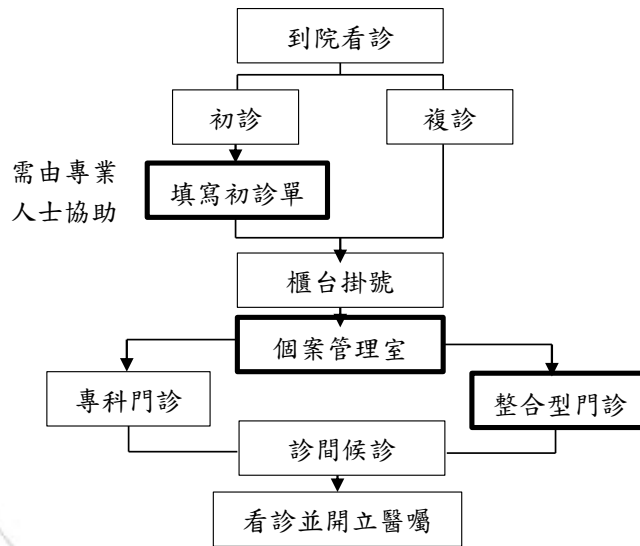 到院看診
初診
複診
需由專業
人士協助
填寫初診單
櫃台掛號
個案管理室
專科門診
整合型門診
診間候診
看診並開立醫囑